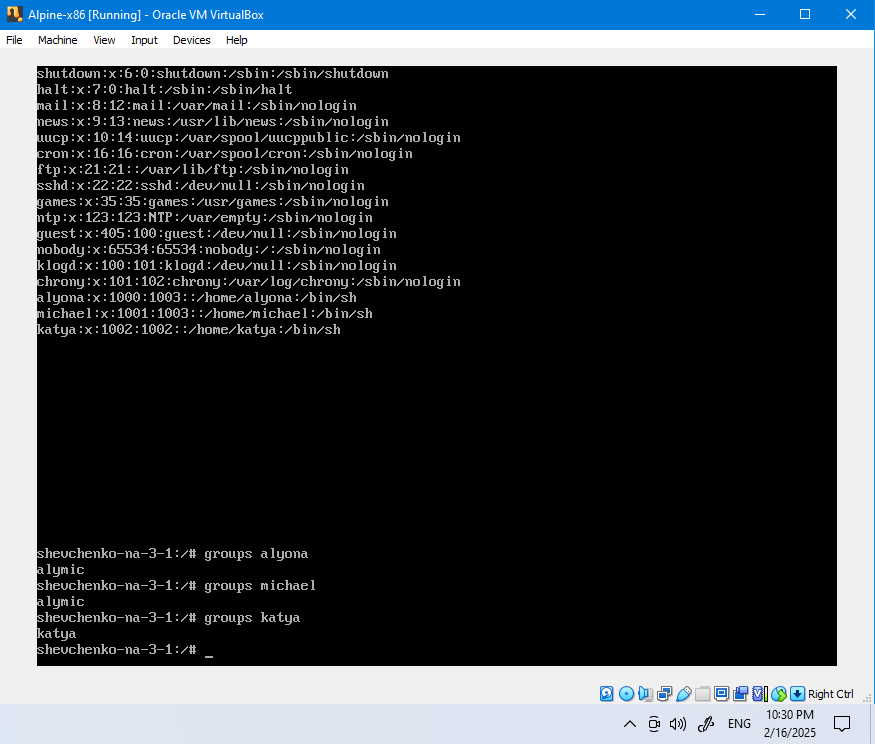 Alpine-x86 [Running] - Oracle VM VirtualBox
File Machine View Input Devices Help
shutdown:x:6:0:shutdown:/sbin:/sbin/shutdown
halt:x:7:0:halt:/sbin:/sbin/halt
mail:x:8:12:mail:/var/mail:/sbin/nologin
news:x:9:13:news:/usr/lib/news:/sbin/nologin
uucp:x:10:14:uucp:/var/spool/uucppublic:/sbin/nologin
cron:x:16:16:cron:/var/spool/cron:/sbin/nologin
ftp:x:21:21::/var/lib/ftp:/sbin/nologin
sshd:x:22:22:sshd:/dev/null:/sbin/nologin
games:x:35:35:games:/usr/games:/sbin/nologin
ntp:x:123:123:NTP:/var/empty:/sbin/nologin
guest:x:405:100:guest:/dev/null:/sbin/nologin
nobody:x:65534:65534:nobody:/:/sbin/nologin
klogd:x:100:101:klogd:/dev/null:/sbin/nologin
chrony:x:101:102:chrony:/var/log/chrony:/sbin/nologin
alyona:x:1000:1003::/home/alyona:/bin/sh
michael:x:1001:1003::/home/michael:/bin/sh
katya:x:1002:1002::/home/katya:/bin/sh
shevchenko-na-3-1:/# groups alyona
alymic
shevchenko-na-3-1:/# groups michael
alymic
shevchenko-na-3-1:/# groups katya
katya
shevchenko-na-3-1:/# _
Right Ctrl
ENG
10:30 PM
2/16/2025